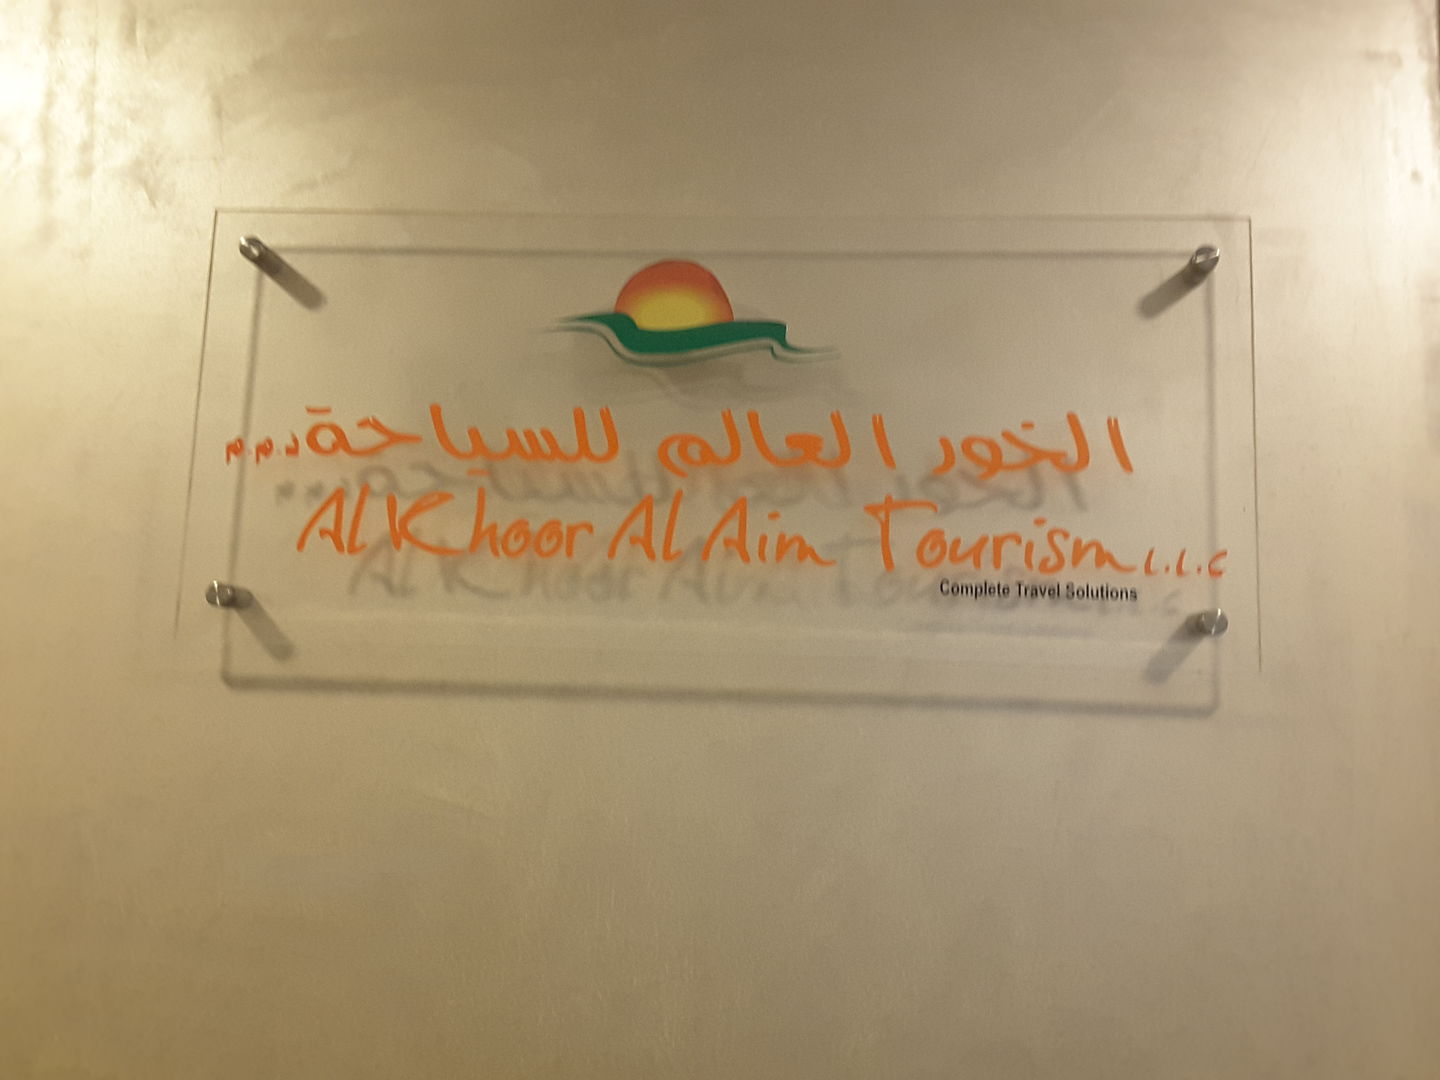 الخور العالم للسياحة ذ.م.م
Al Khoor Al Aim Tourism L.L.C
Complete Travel Solutions